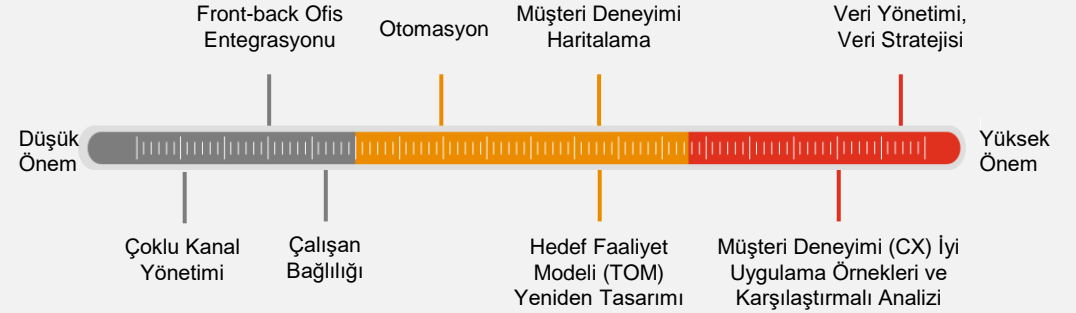 Front-back Ofis
Entegrasyonu
Otomasyon
Müşteri Deneyimi
Haritalama
Veri Yönetimi,
Veri Stratejisi
Düşük
Önem
Yüksek
Önem
Çoklu Kanal
Yönetimi
Çalışan
Bağlılığı
Hedef Faaliyet
Modeli (TOM)
Yeniden Tasarımı
Müşteri Deneyimi (CX) İyi
Uygulama Örnekleri ve
Karşılaştırmalı Analizi